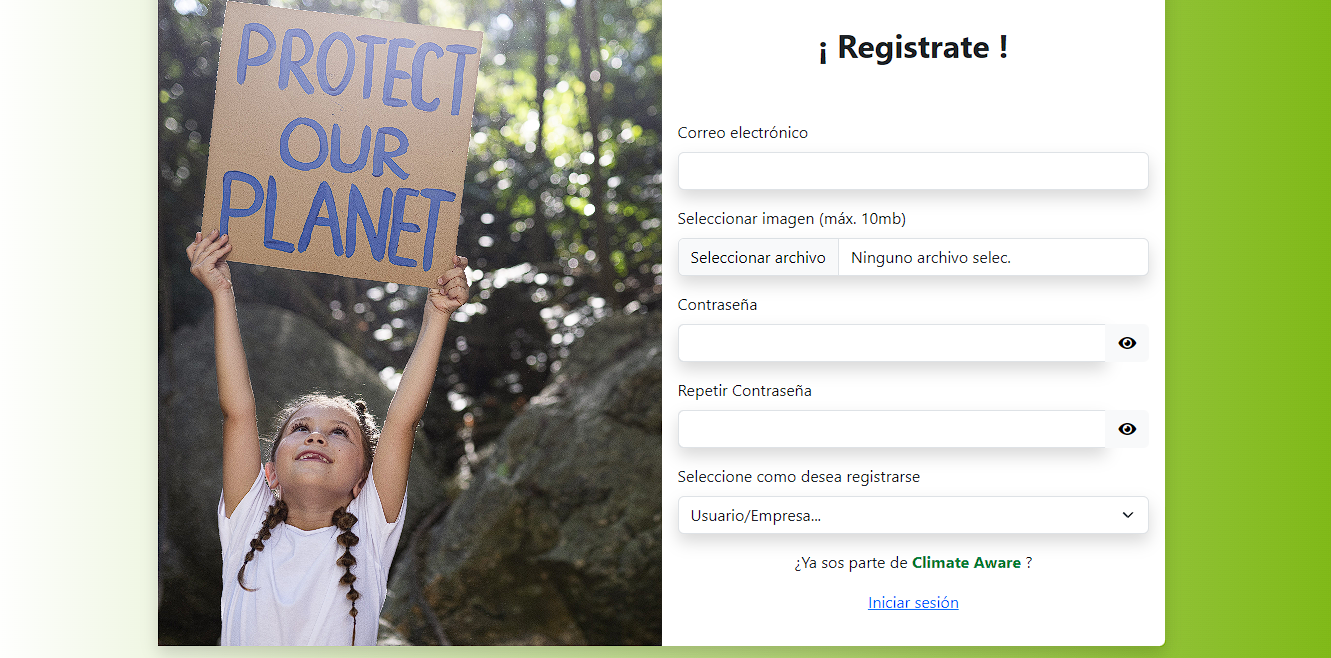 PROTECT
OUR
PLANET
¡ Registrate !
Correo electrónico
Seleccionar imagen (máx. 10mb)
Seleccionar archivo Ninguno archivo selec.
Contraseña
Repetir Contraseña
Seleccione como desea registrarse
Usuario/Empresa...
¿Ya sos parte de Climate Aware ?
Iniciar sesión